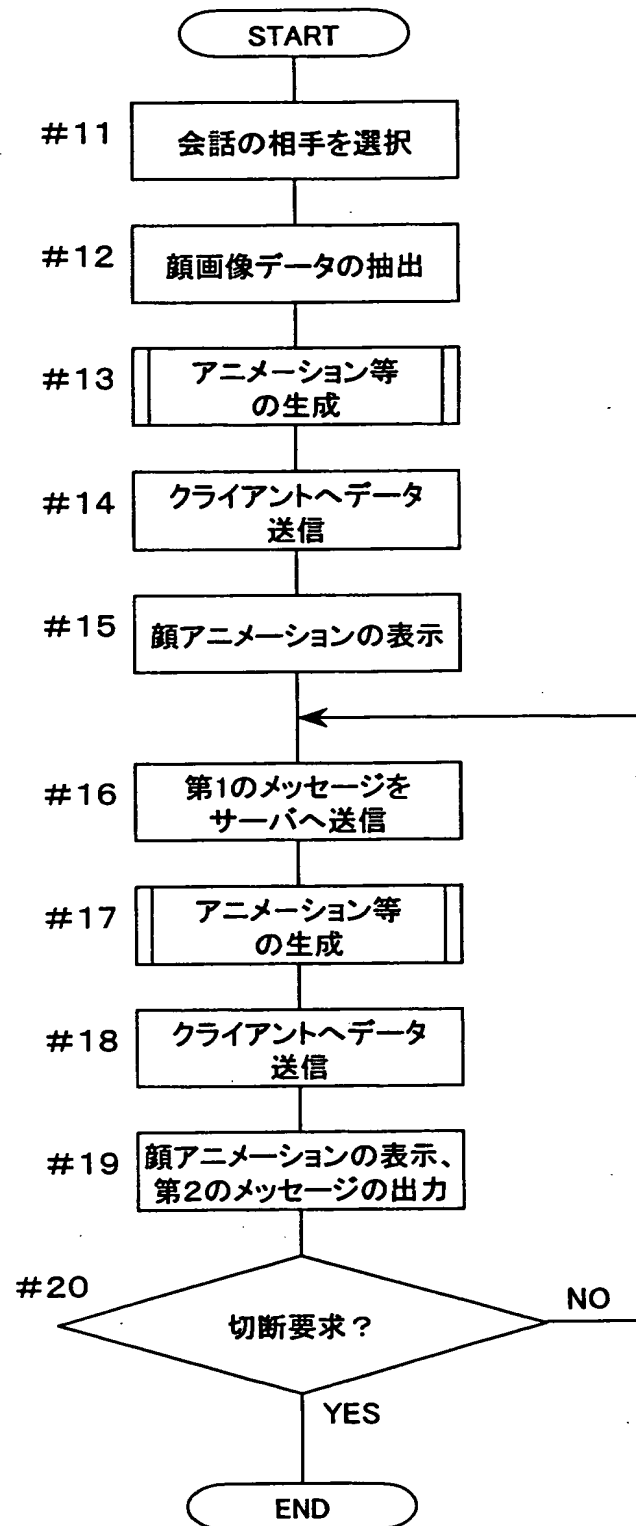 START
#11
会話の相手を選択
#12
顔画像データの抽出
#13
アニメーション等
の生成
#14
クライアントへデータ
送信
#15
顔アニメーションの表示
#16
第1のメッセージを
サーバへ送信
#17
アニメーション等
の生成
#18
クライアントへデータ
送信
#19
顔アニメーションの表示、
第2のメッセージの出力
#20
切断要求？
NO
YES
END